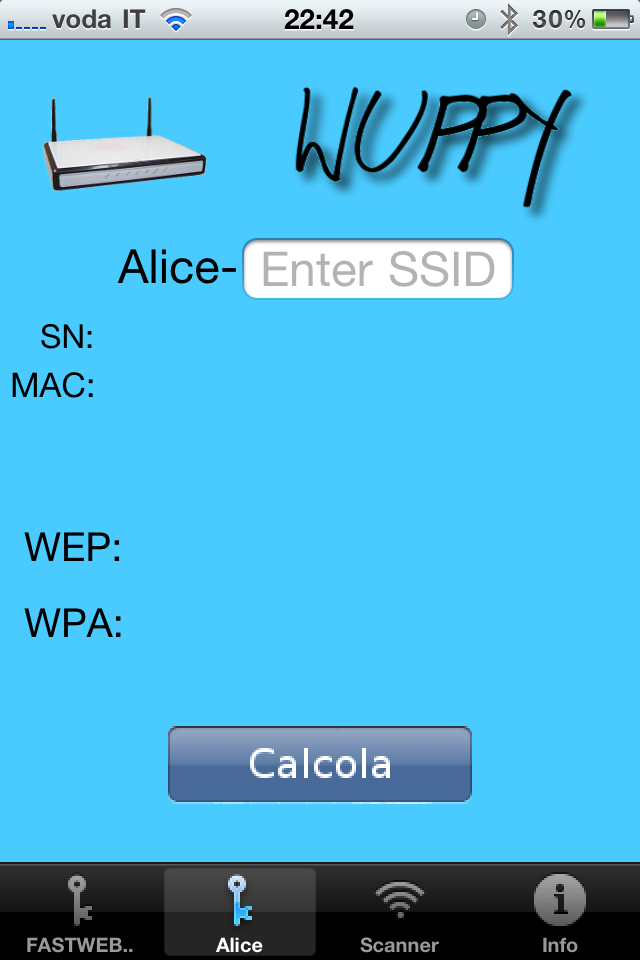 voda IT 22:42 30%
WUPPY
Alice- Enter SSID
SN:
MAC:
WEP:
WPA:
Calcola
FASTWEB.. Alice Scanner Info